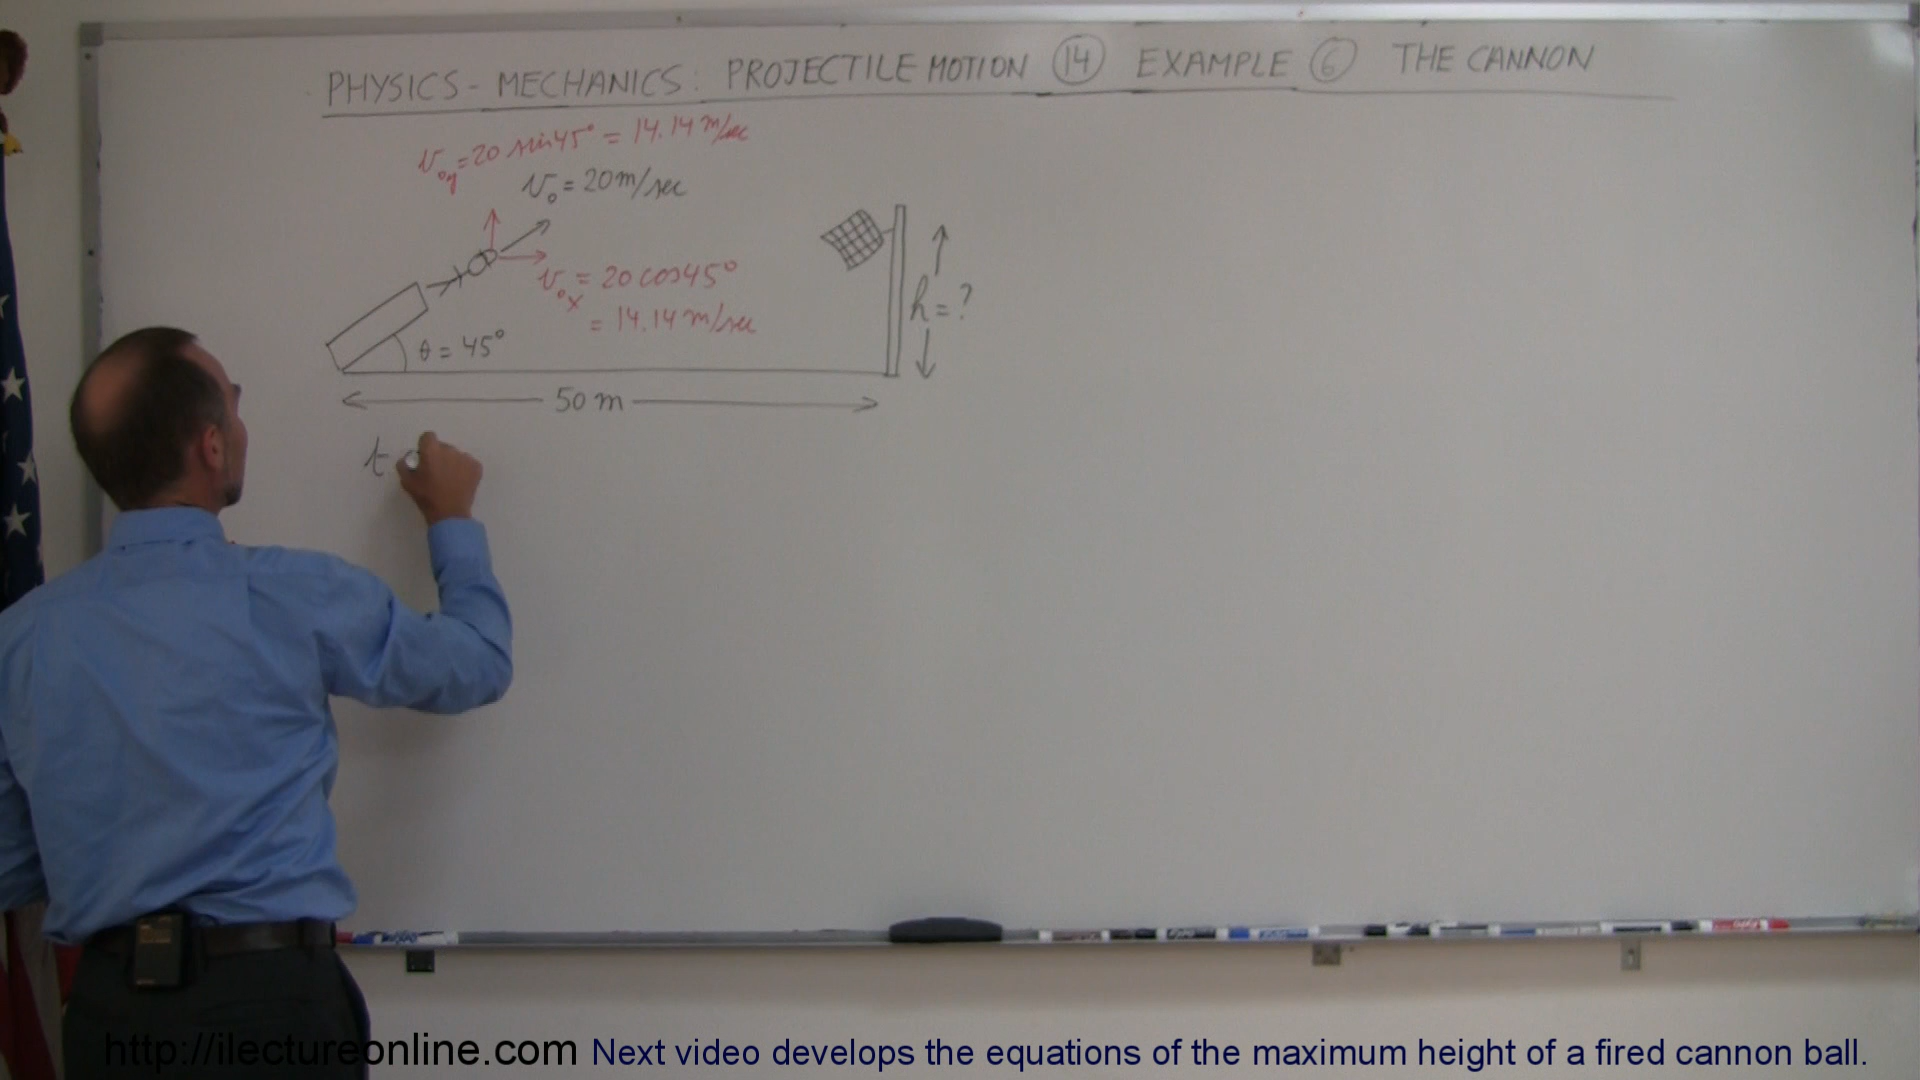 PHYSICS - MECHANICS: PROJECTILE MOTION 14 EXAMPLE 6 THE CANNON
v₀y = 20 sin45° = 14.14 m/sec
v₀ = 20 m/sec
v₀x = 20 cos45°
= 14.14 m/sec
h = ?
θ = 45°
50 m
t
http://ilectureonline.com Next video develops the equations of the maximum height of a fired cannon ball.